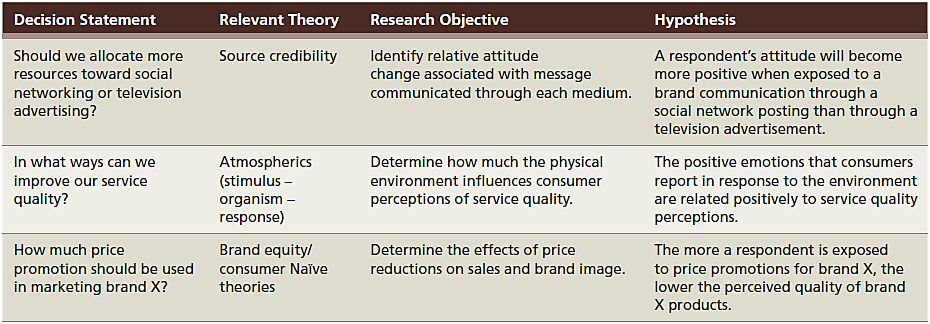 Decision Statement
Relevant Theory
Research Objective
Hypothesis
Should we allocate more
resources toward social
networking or television
advertising?
Source credibility
Identify relative attitude
change associated with message
communicated through each medium.
A respondent's attitude will become
more positive when exposed to a
brand communication through a
social network posting than through a
television advertisement.
In what ways can we
improve our service
quality?
Atmospherics
(stimulus –
organism –
response)
Determine how much the physical
environment influences consumer
perceptions of service quality.
The positive emotions that consumers
report in response to the environment
are related positively to service quality
perceptions.
How much price
promotion should be used
in marketing brand X?
Brand equity/
consumer Naïve
theories
Determine the effects of price
reductions on sales and brand image.
The more a respondent is exposed
to price promotions for brand X, the
lower the perceived quality of brand
X products.